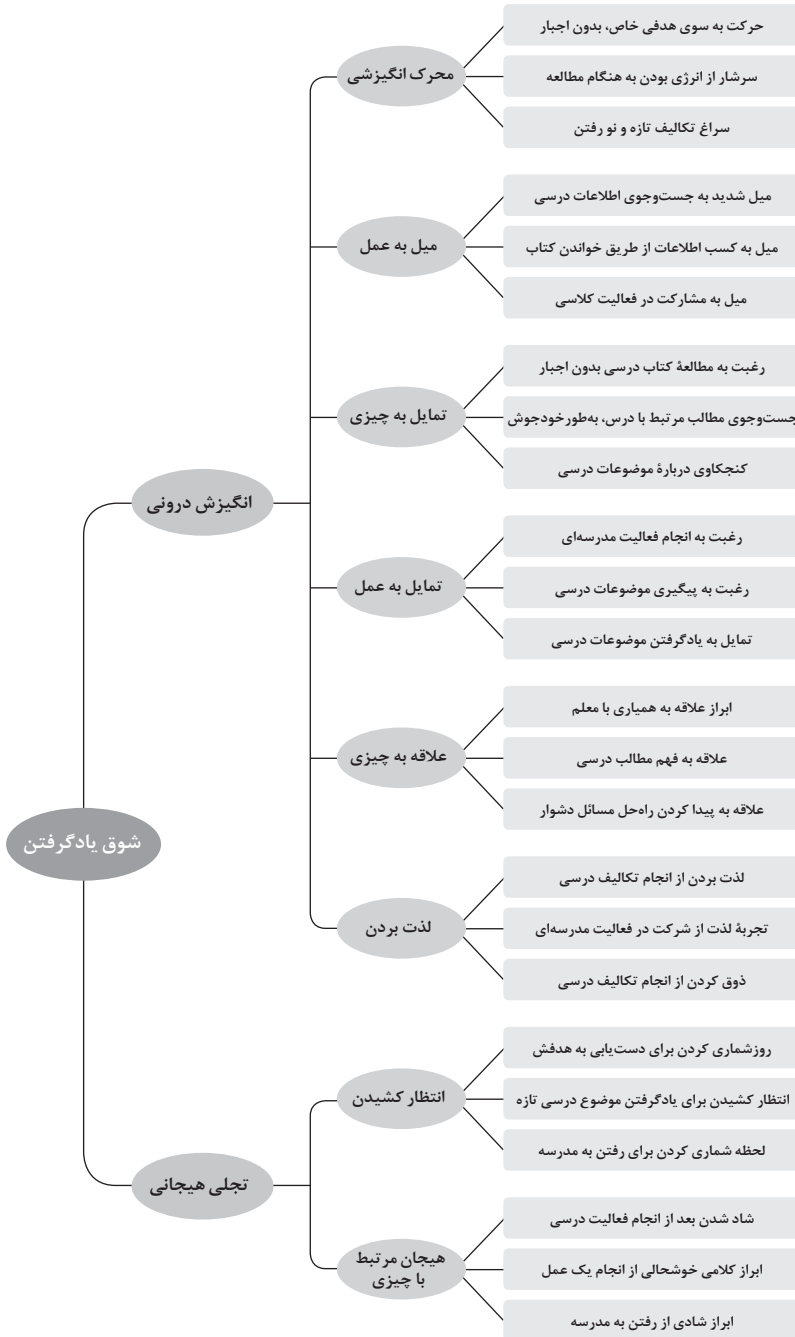 شوق یادگرفتن
انگیزش درونی
محرک انگیزشی
حرکت به سوی هدفی خاص، بدون اجبار
سرشار از انرژی بودن به هنگام مطالعه
سراغ تکالیف تازه و نو رفتن
میل به عمل
میل شدید به جست‌وجوی اطلاعات درسی
میل به کسب اطلاعات از طریق خواندن کتاب
میل به مشارکت در فعالیت کلاسی
تمایل به چیزی
رغبت به مطالعهٔ کتاب درسی بدون اجبار
جست‌وجوی مطالب مرتبط با درس، به‌طورخودجوش
کنجکاوی دربارهٔ موضوعات درسی
تمایل به عمل
رغبت به انجام فعالیت مدرسه‌ای
رغبت به پیگیری موضوعات درسی
تمایل به یادگرفتن موضوعات درسی
علاقه به چیزی
ابراز علاقه به همیاری با معلم
علاقه به فهم مطالب درسی
علاقه به پیدا کردن راه‌حل مسائل دشوار
لذت بردن
لذت بردن از انجام تکالیف درسی
تجربهٔ لذت از شرکت در فعالیت مدرسه‌ای
ذوق کردن از انجام تکالیف درسی
تجلی هیجانی
انتظار کشیدن
روزشماری کردن برای دست‌یابی به هدفش
انتظار کشیدن برای یادگرفتن موضوع درسی تازه
لحظه شماری کردن برای رفتن به مدرسه
هیجان مرتبط
با چیزی
شاد شدن بعد از انجام فعالیت درسی
ابراز کلامی خوشحالی از انجام یک عمل
ابراز شادی از رفتن به مدرسه